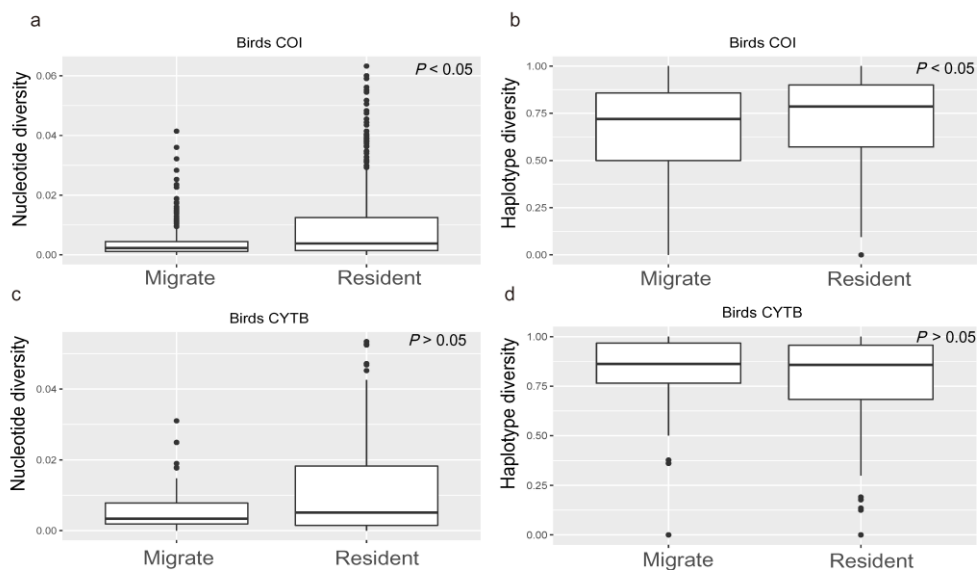 a
Birds COI
P < 0.05
Nucleotide diversity
0.06
0.04
0.02
0.00
Migrate
Resident
b
Birds COI
P < 0.05
Haplotype diversity
1.00
0.75
0.50
0.25
0.00
Migrate
Resident
c
Birds CYTB
P > 0.05
Nucleotide diversity
0.04
0.02
0.00
Migrate
Resident
d
Birds CYTB
P > 0.05
Haplotype diversity
1.00
0.75
0.50
0.25
0.00
Migrate
Resident